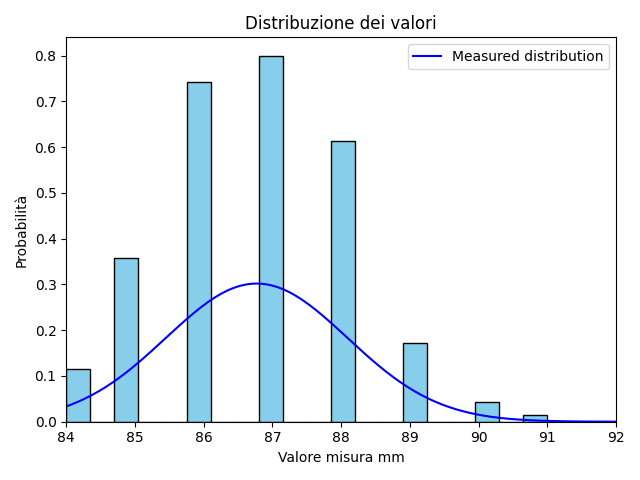 Distribuzione dei valori
Measured distribution
Probabilità
0.8
0.7
0.6
0.5
0.4
0.3
0.2
0.1
0.0
84 85 86 87 88 89 90 91 92
Valore misura mm